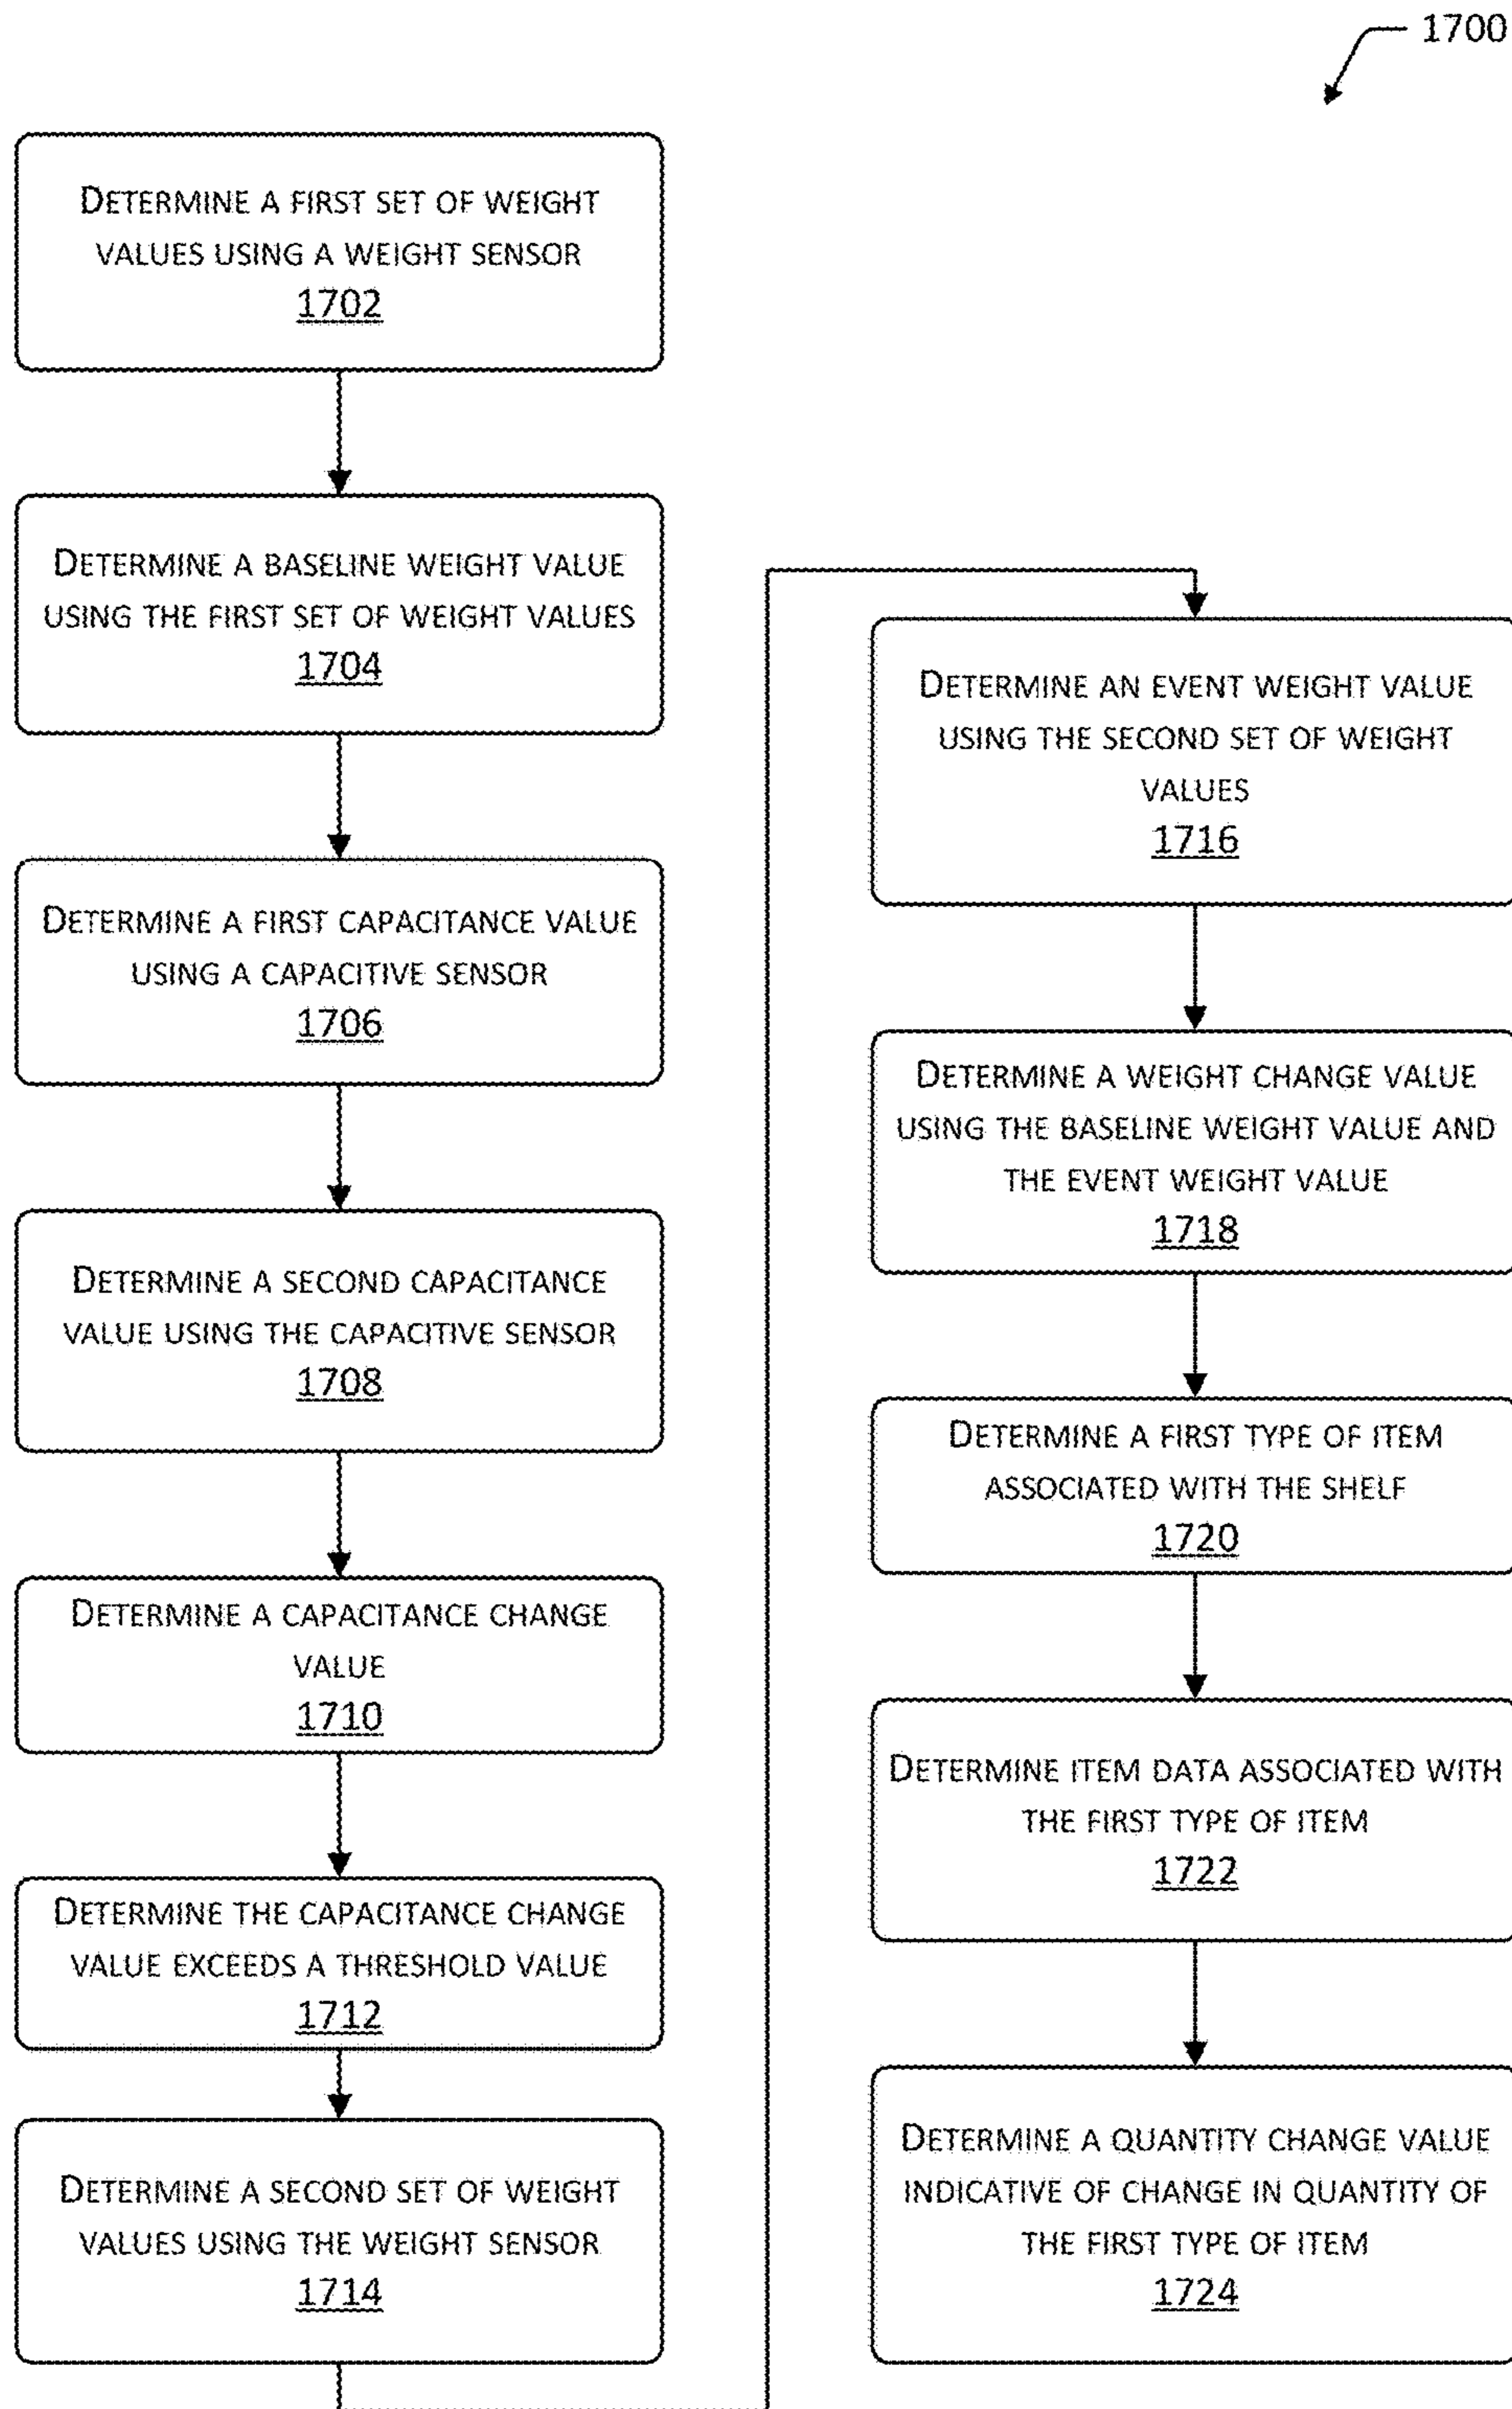 1700
DETERMINE A FIRST SET OF WEIGHT
VALUES USING A WEIGHT SENSOR
1702
DETERMINE A BASELINE WEIGHT VALUE
USING THE FIRST SET OF WEIGHT VALUES
1704
DETERMINE A FIRST CAPACITANCE VALUE
USING A CAPACITIVE SENSOR
1706
DETERMINE A SECOND CAPACITANCE
VALUE USING THE CAPACITIVE SENSOR
1708
DETERMINE A CAPACITANCE CHANGE
VALUE
1710
DETERMINE THE CAPACITANCE CHANGE
VALUE EXCEEDS A THRESHOLD VALUE
1712
DETERMINE A SECOND SET OF WEIGHT
VALUES USING THE WEIGHT SENSOR
1714
DETERMINE AN EVENT WEIGHT VALUE
USING THE SECOND SET OF WEIGHT
VALUES
1716
DETERMINE A WEIGHT CHANGE VALUE
USING THE BASELINE WEIGHT VALUE AND
THE EVENT WEIGHT VALUE
1718
DETERMINE A FIRST TYPE OF ITEM
ASSOCIATED WITH THE SHELF
1720
DETERMINE ITEM DATA ASSOCIATED WITH
THE FIRST TYPE OF ITEM
1722
DETERMINE A QUANTITY CHANGE VALUE
INDICATIVE OF CHANGE IN QUANTITY OF
THE FIRST TYPE OF ITEM
1724